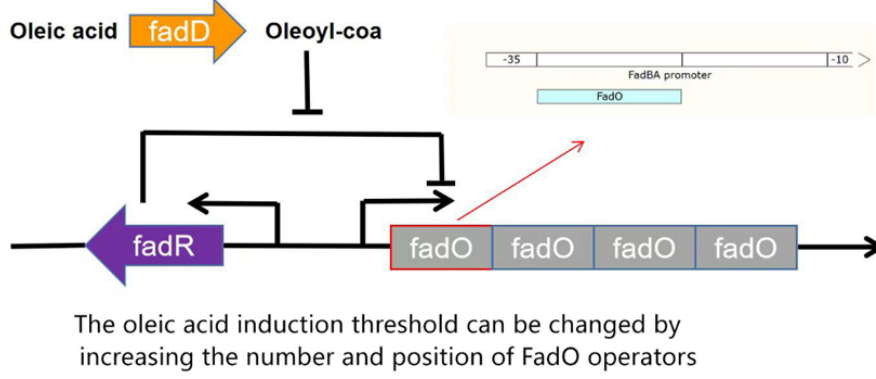 Oleic acid fadD Oleoyl-coa
-35 -10
FadBA promoter
FadO
fadR fadO fadO fadO fadO
The oleic acid induction threshold can be changed by
increasing the number and position of FadO operators